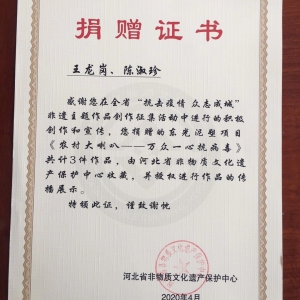 捐赠证书
王龙岗、陈淑珍
感谢您在全省“抗击疫情 众志成城”
非遗主题作品创作征集活动中进行的积极
创作和宣传，您捐赠的东光泥塑项目
《农村大喇叭——万众一心抗病毒》
共计3件作品，由河北省非物质文化遗
产保护中心收藏，并授权进行作品的传
播展示。
特颁此证，谨致谢忱
河北省非物质文化遗产保护中心
2020年4月